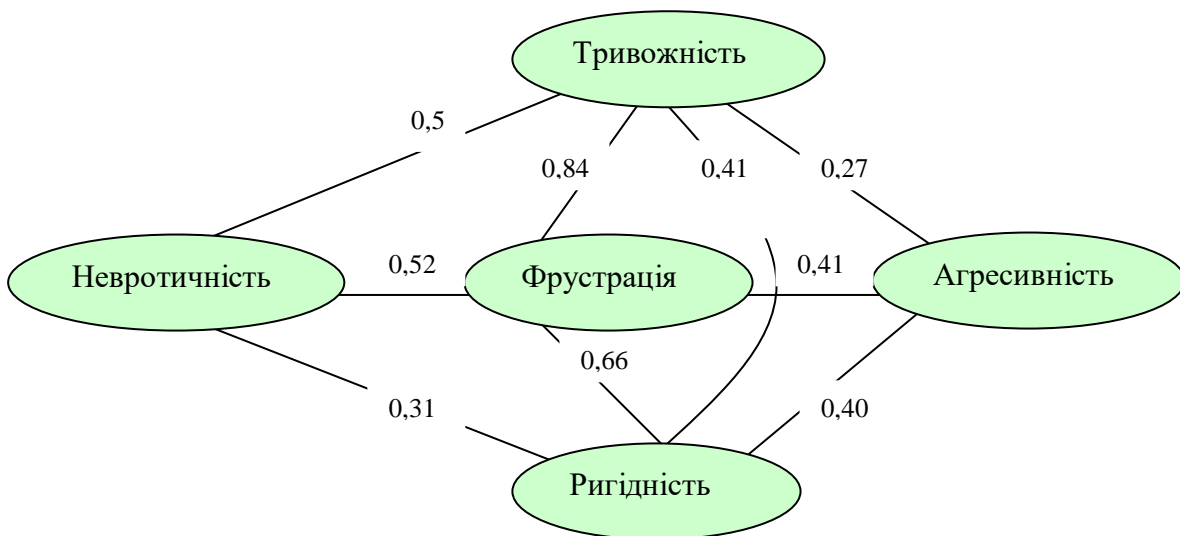 Тривожність
0,5
0,84
0,41
0,27
Невротичність
0,52
Фрустрація
0,41
Агресивність
0,66
0,31
0,40
Ригідність